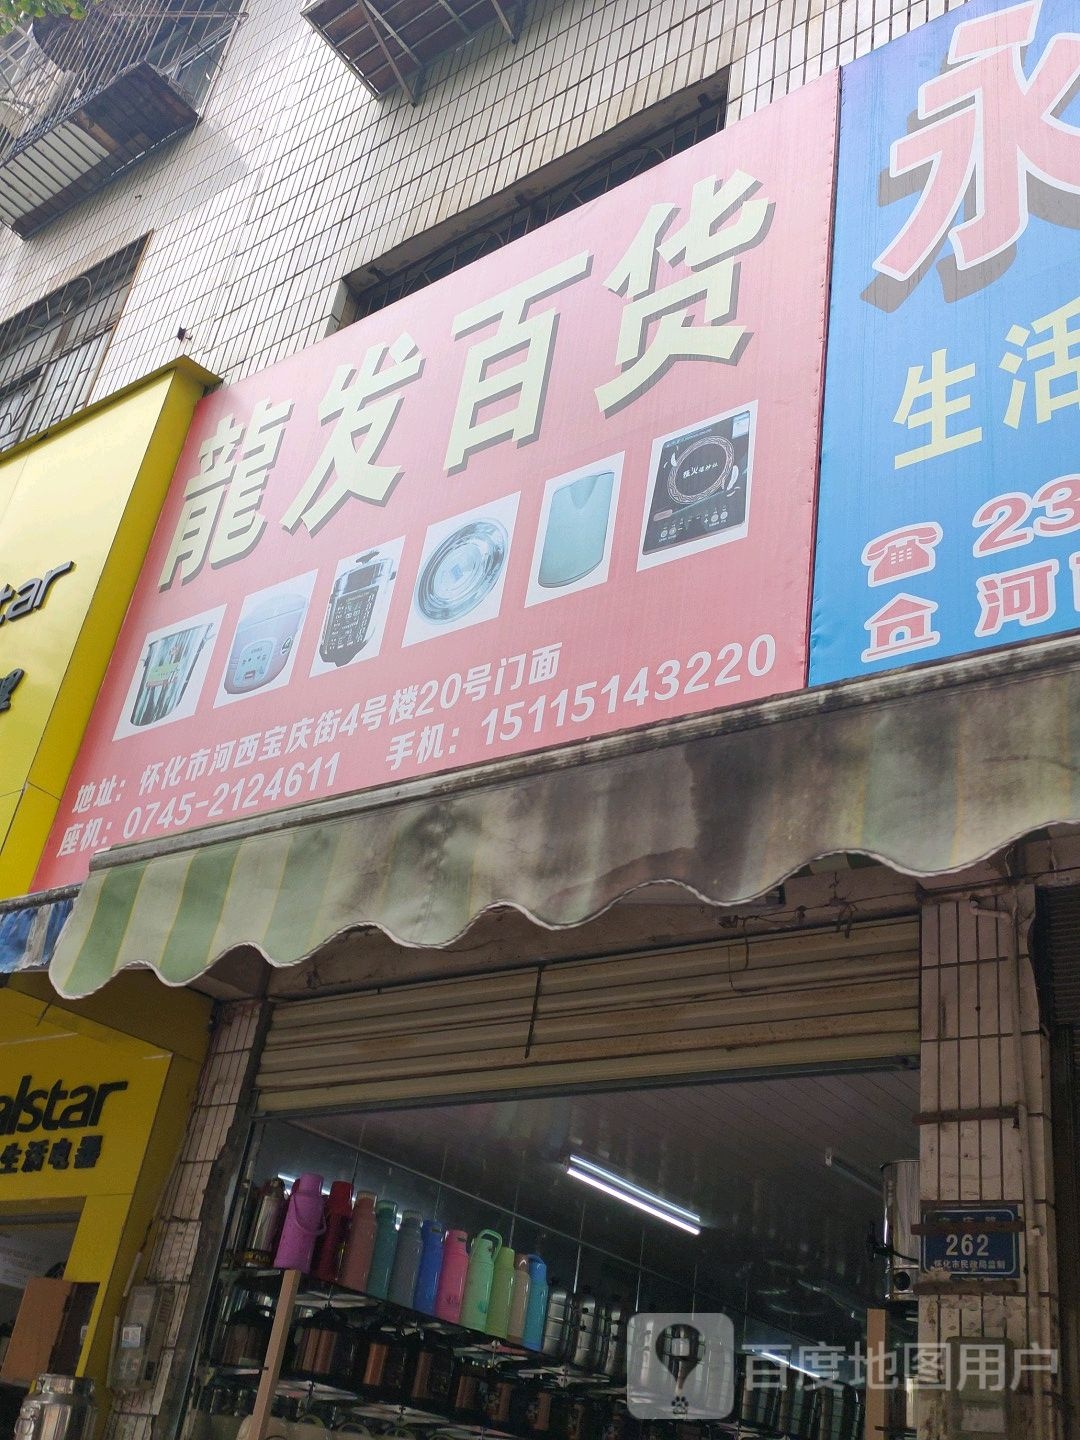 龍发百货
地址：怀化市河西宝庆街4号楼20号门面
座机：0745-2124611 手机：15115143220
永
生活
23
河
tar
alstar
生活电器
262
怀化市民政局监制
百度地图用户